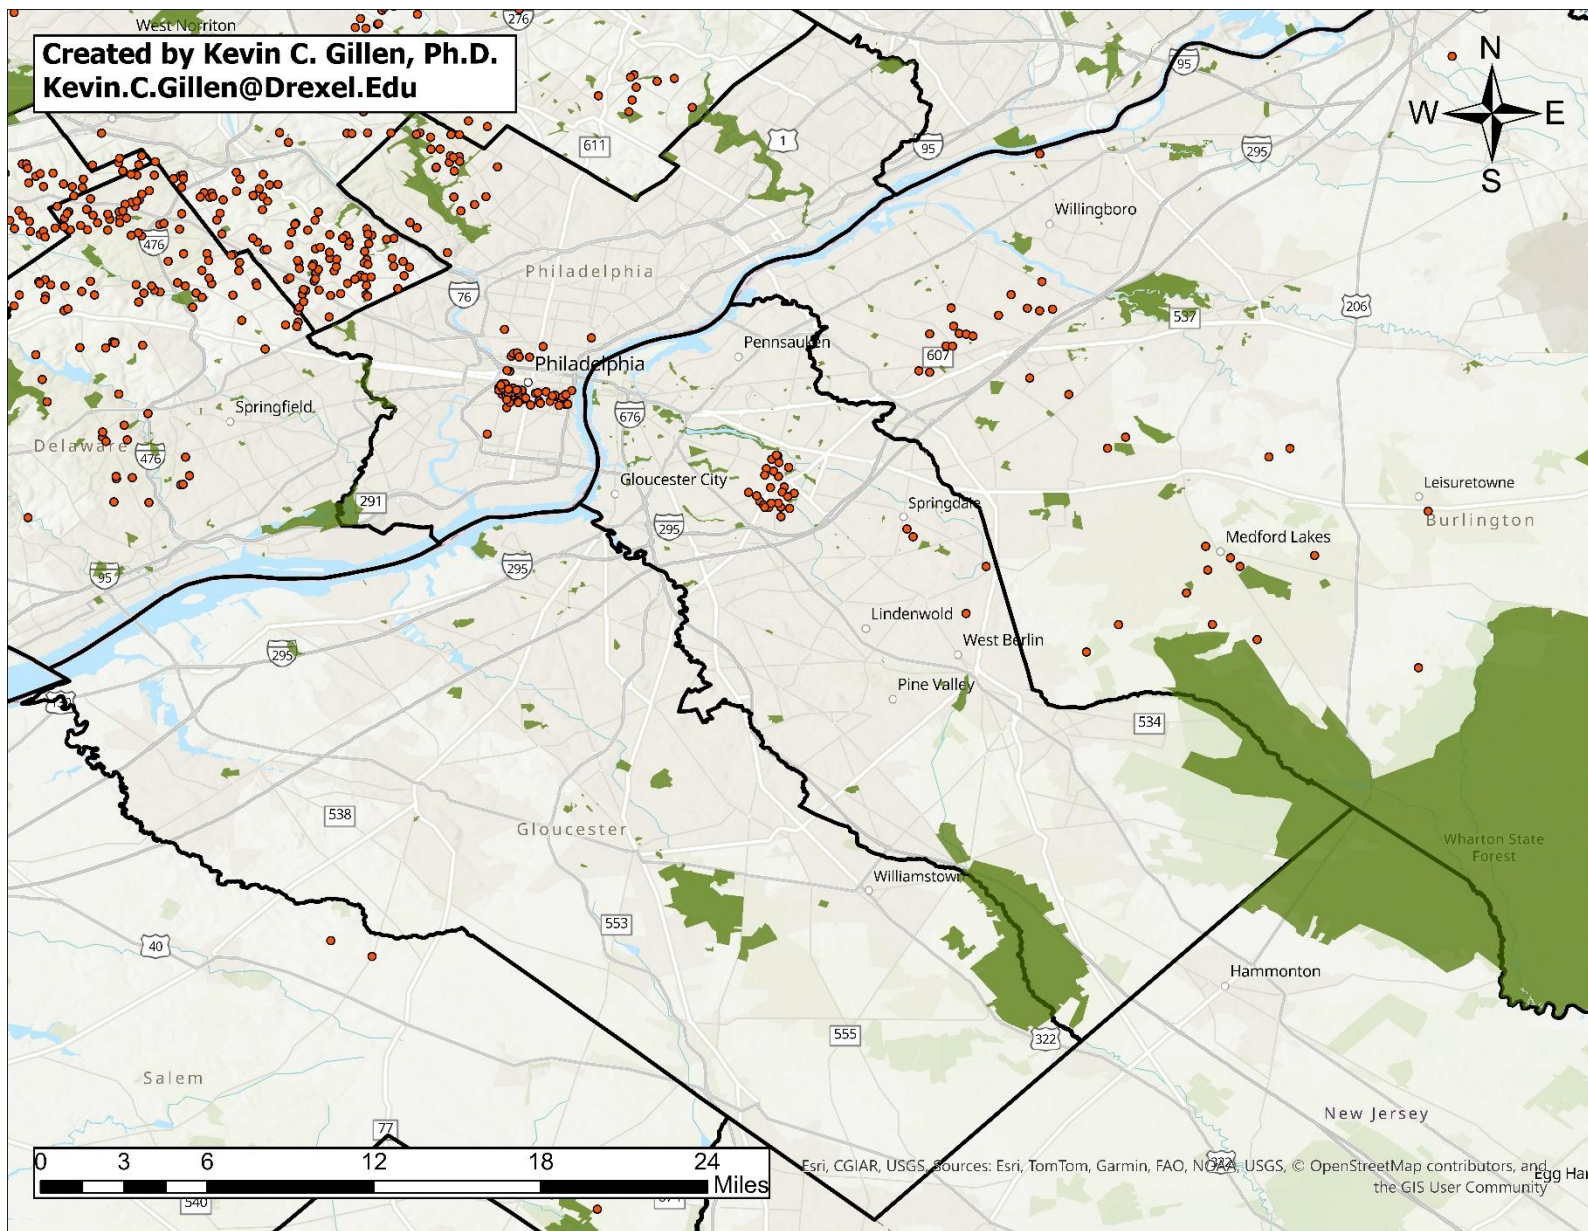 West Norriton
276
Created by Kevin C. Gillen, Ph.D.
Kevin.C.Gillen@Drexel.Edu
N
W
E
S
95
1
611
95
295
Willingboro
476
Philadelphia
76
206
537
Pennsauken
607
Philadelphia
Springfield
676
Delaware
476
Gloucester City
291
Springdale
Leisuretowne
Burlington
295
Medford Lakes
295
95
Lindenwold
West Berlin
295
Pine Valley
534
538
Gloucester
Wharton State
Forest
Williamstown
553
40
Hammonton
555
322
Salem
New Jersey
77
0 3 6 12 18 24
Miles
Esri, CGIAR, USGS, Sources: Esri, TomTom, Garmin, FAO, NOAA, USGS, © OpenStreetMap contributors, and
the GIS User Community
Egg Har
322
540